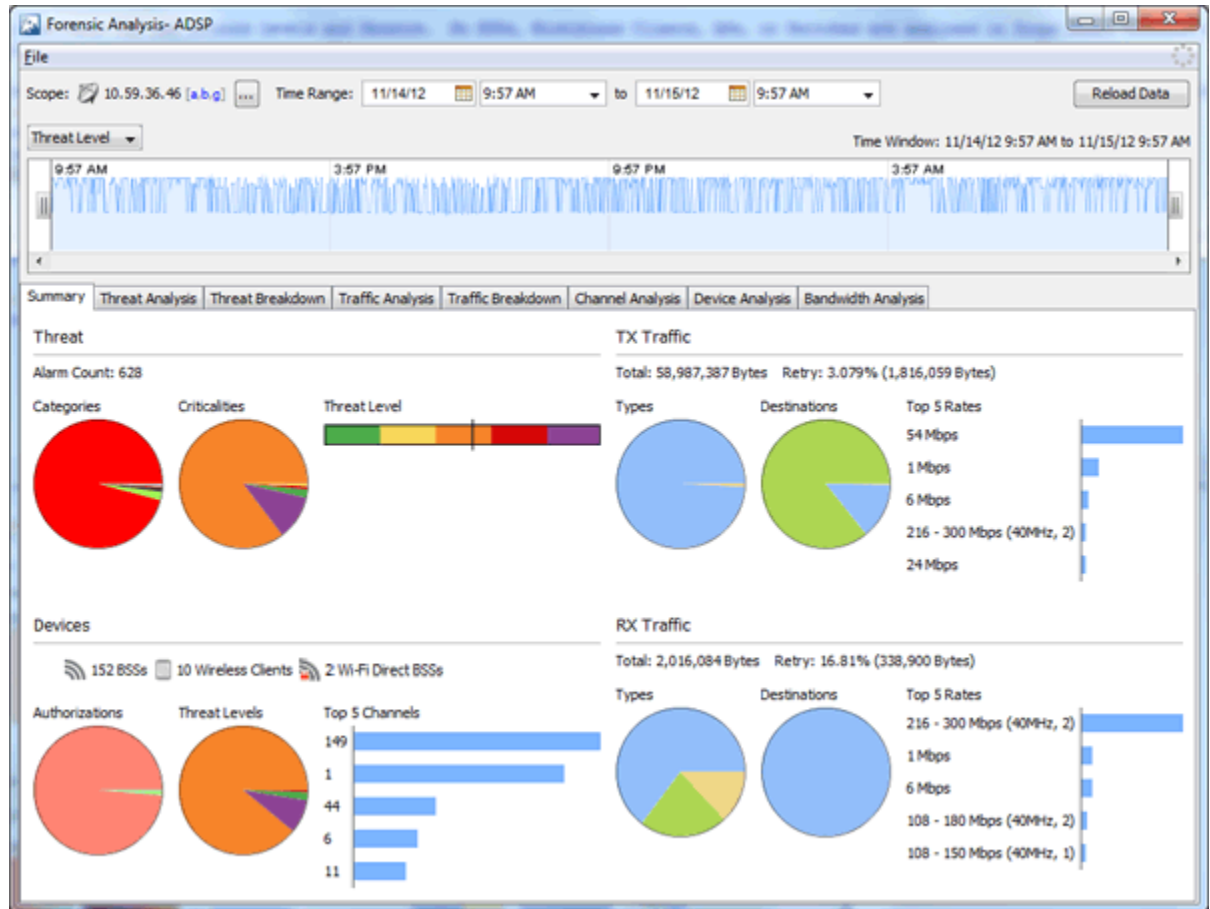 Forensic Analysis- ADSP
File
Scope: 10.59.36.46 [a,b,g] ... Time Range: 11/14/12 9:57 AM to 11/15/12 9:57 AM Reload Data
Threat Level Time Window: 11/14/12 9:57 AM to 11/15/12 9:57 AM
9:57 AM 3:57 PM 9:57 PM 3:57 AM
Summary Threat Analysis Threat Breakdown Traffic Analysis Traffic Breakdown Channel Analysis Device Analysis Bandwidth Analysis
Threat
Alarm Count: 628
Categories Criticalities Threat Level
TX Traffic
Total: 58,987,387 Bytes Retry: 3.079% (1,816,059 Bytes)
Types Destinations Top 5 Rates
54 Mbps
1 Mbps
6 Mbps
216 - 300 Mbps (40MHz, 2)
24 Mbps
Devices
152 BSSs 10 Wireless Clients 2 Wi-Fi Direct BSSs
Authorizations Threat Levels Top 5 Channels
149
1
44
6
11
RX Traffic
Total: 2,016,084 Bytes Retry: 16.81% (338,900 Bytes)
Types Destinations Top 5 Rates
216 - 300 Mbps (40MHz, 2)
1 Mbps
6 Mbps
108 - 180 Mbps (40MHz, 2)
108 - 150 Mbps (40MHz, 1)